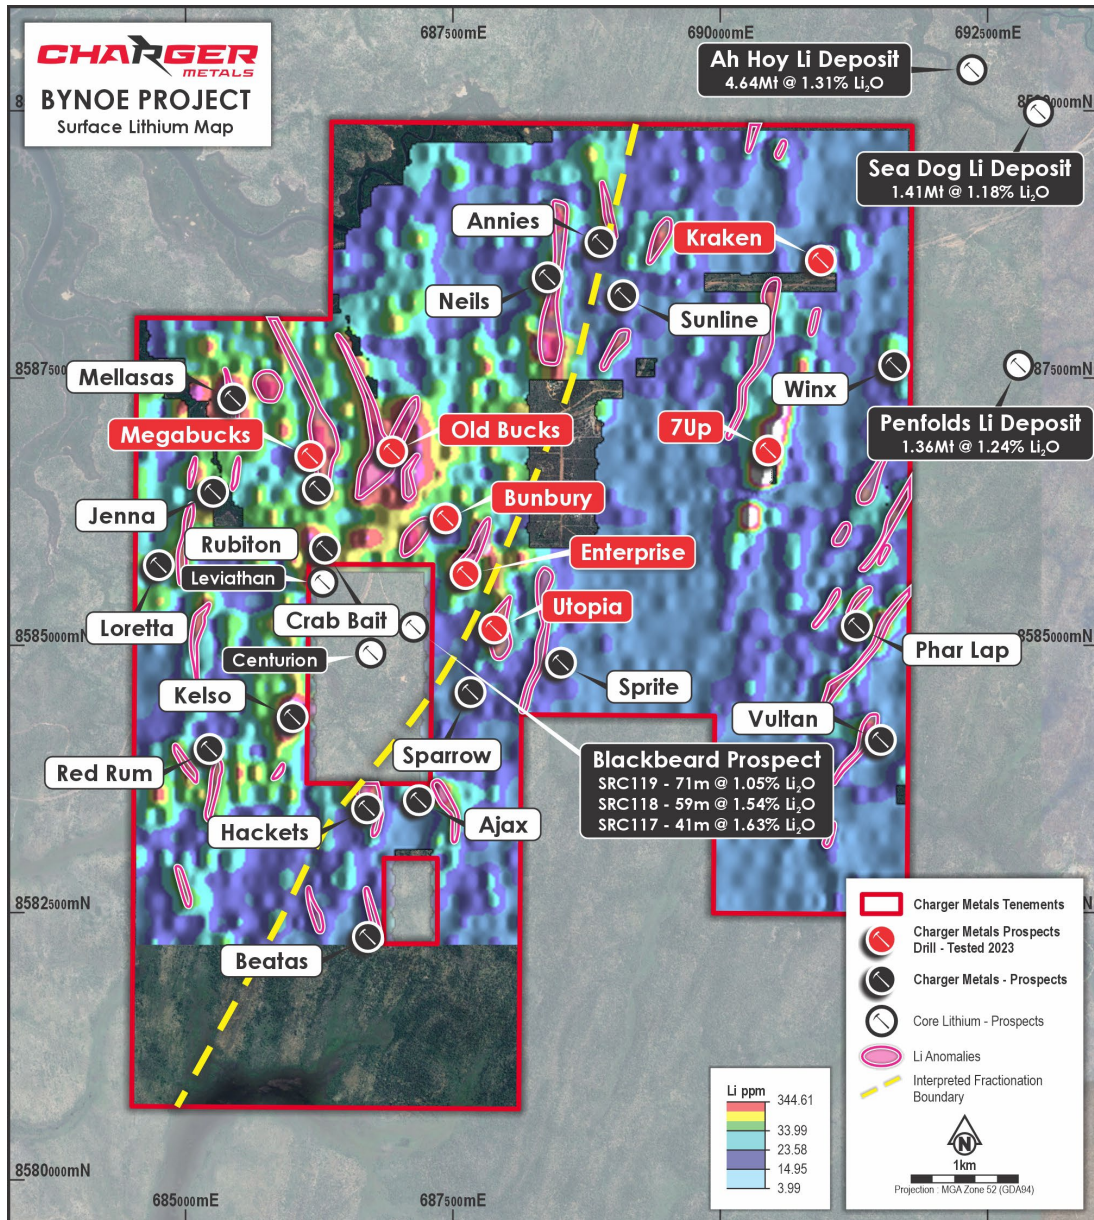 CHARGER
METALS
BYNOE PROJECT
Surface Lithium Map
687500mE
690000mE
692500mE
Ah Hoy Li Deposit
4.64Mt @ 1.31% Li₂O
000mN
Sea Dog Li Deposit
1.41Mt @ 1.18% Li₂O
Annies
Kraken
Neils
Sunline
8587500
87500mN
Mellasas
Winx
Megabucks
Old Bucks
7Up
Penfolds Li Deposit
1.36Mt @ 1.24% Li₂O
Bunbury
Jenna
Rubiton
Enterprise
Leviathan
Utopia
Loretta
Crab Bait
8585000mN
8585000mN
Centurion
Phar Lap
Kelso
Sprite
Vultan
Sparrow
Red Rum
Blackbeard Prospect
SRC119 - 71m @ 1.05% Li₂O
SRC118 - 59m @ 1.54% Li₂O
SRC117 - 41m @ 1.63% Li₂O
Hackets
Ajax
8582500mN
Beatas
Charger Metals Tenements
Charger Metals Prospects
Drill - Tested 2023
Charger Metals - Prospects
Core Lithium - Prospects
Li Anomalies
Interpreted Fractionation
Boundary
N
1km
Projection : MGA Zone 52 (GDA94)
Li ppm
344.61
33.99
23.58
14.95
3.99
8580000mN
685000mE
687500mE